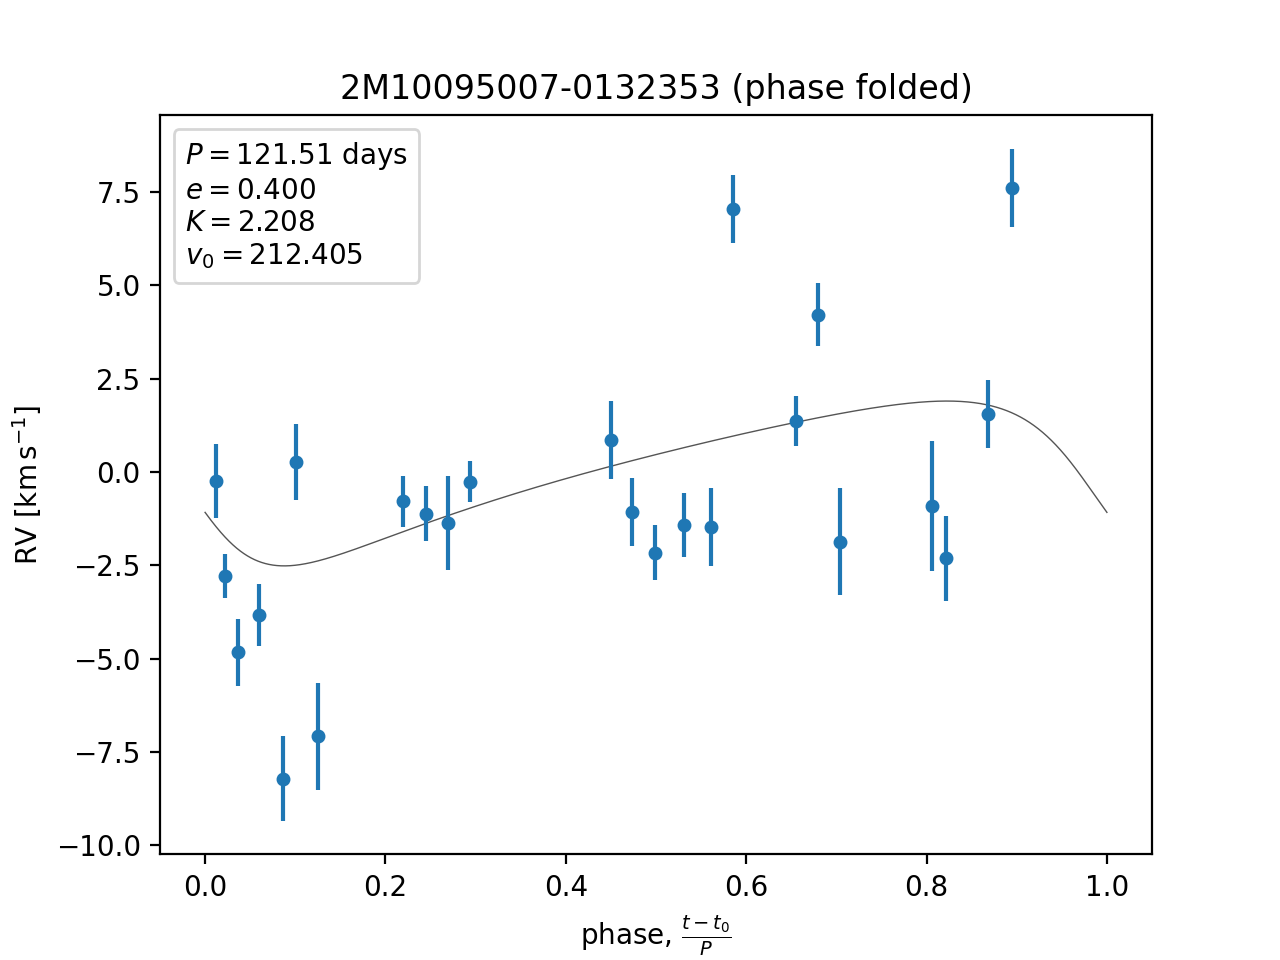 2M10095007-0132353 (phase folded)
P = 121.51 days
e = 0.400
K = 2.208
v₀ = 212.405
7.5
5.0
2.5
0.0
−2.5
−5.0
−7.5
−10.0
RV [km s⁻¹]
0.0 0.2 0.4 0.6 0.8 1.0
phase, (t − t₀)/P